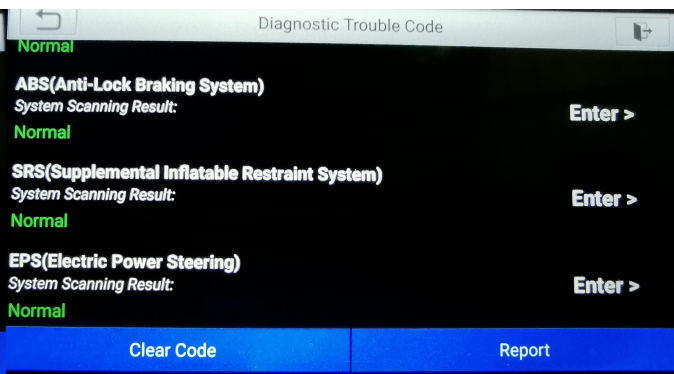 Diagnostic Trouble Code
Normal
ABS(Anti-Lock Braking System)
System Scanning Result:
Enter >
Normal
SRS(Supplemental Inflatable Restraint System)
System Scanning Result:
Enter >
Normal
EPS(Electric Power Steering)
System Scanning Result:
Enter >
Normal
Clear Code
Report